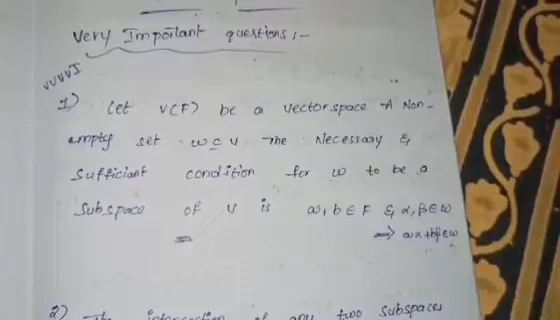 Very Important questions :-
VVVVI
1) Let V(F) be a vectorspace A Non-
empty set w⊆v The Necessary &
Sufficiant condition for w to be a
Subspace of v is a, b ∈ F & α, β ∈ w
⇒ aα+bβ∈w
2) The intersection of any two subspaces